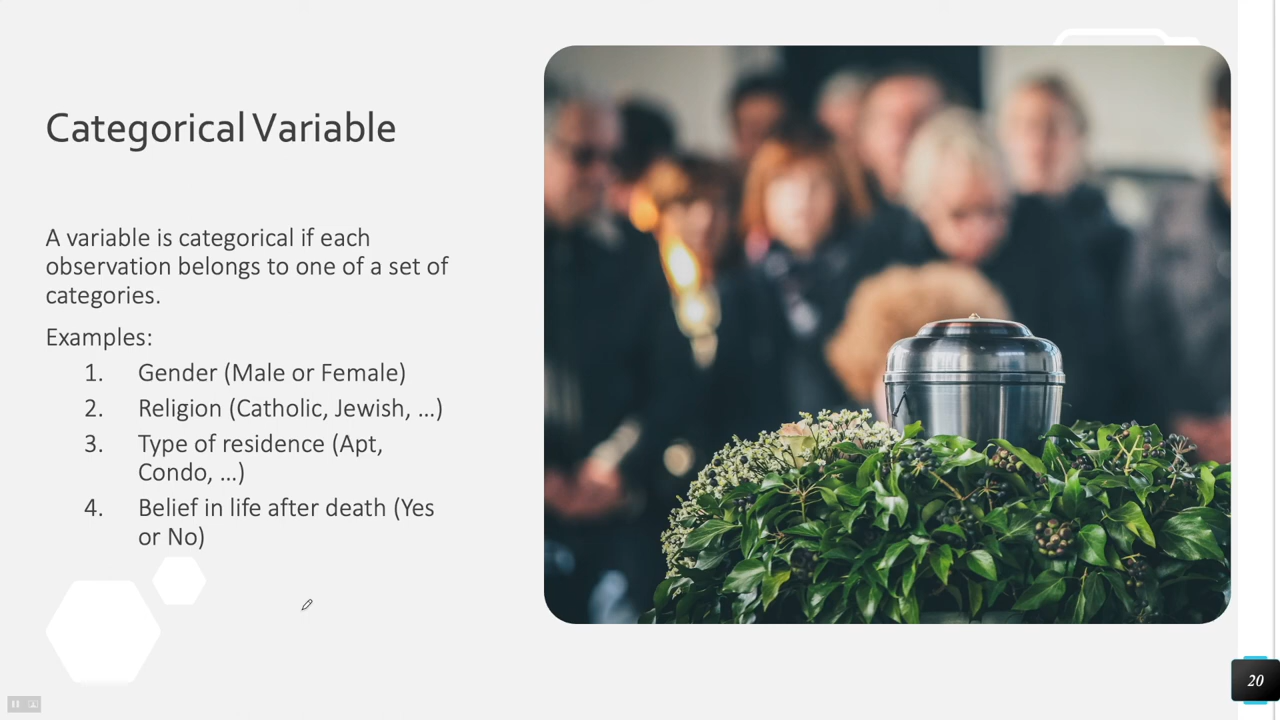 Categorical Variable
A variable is categorical if each
observation belongs to one of a set of
categories.
Examples:
1. Gender (Male or Female)
2. Religion (Catholic, Jewish, ...)
3. Type of residence (Apt,
Condo, ...)
4. Belief in life after death (Yes
or No)
20